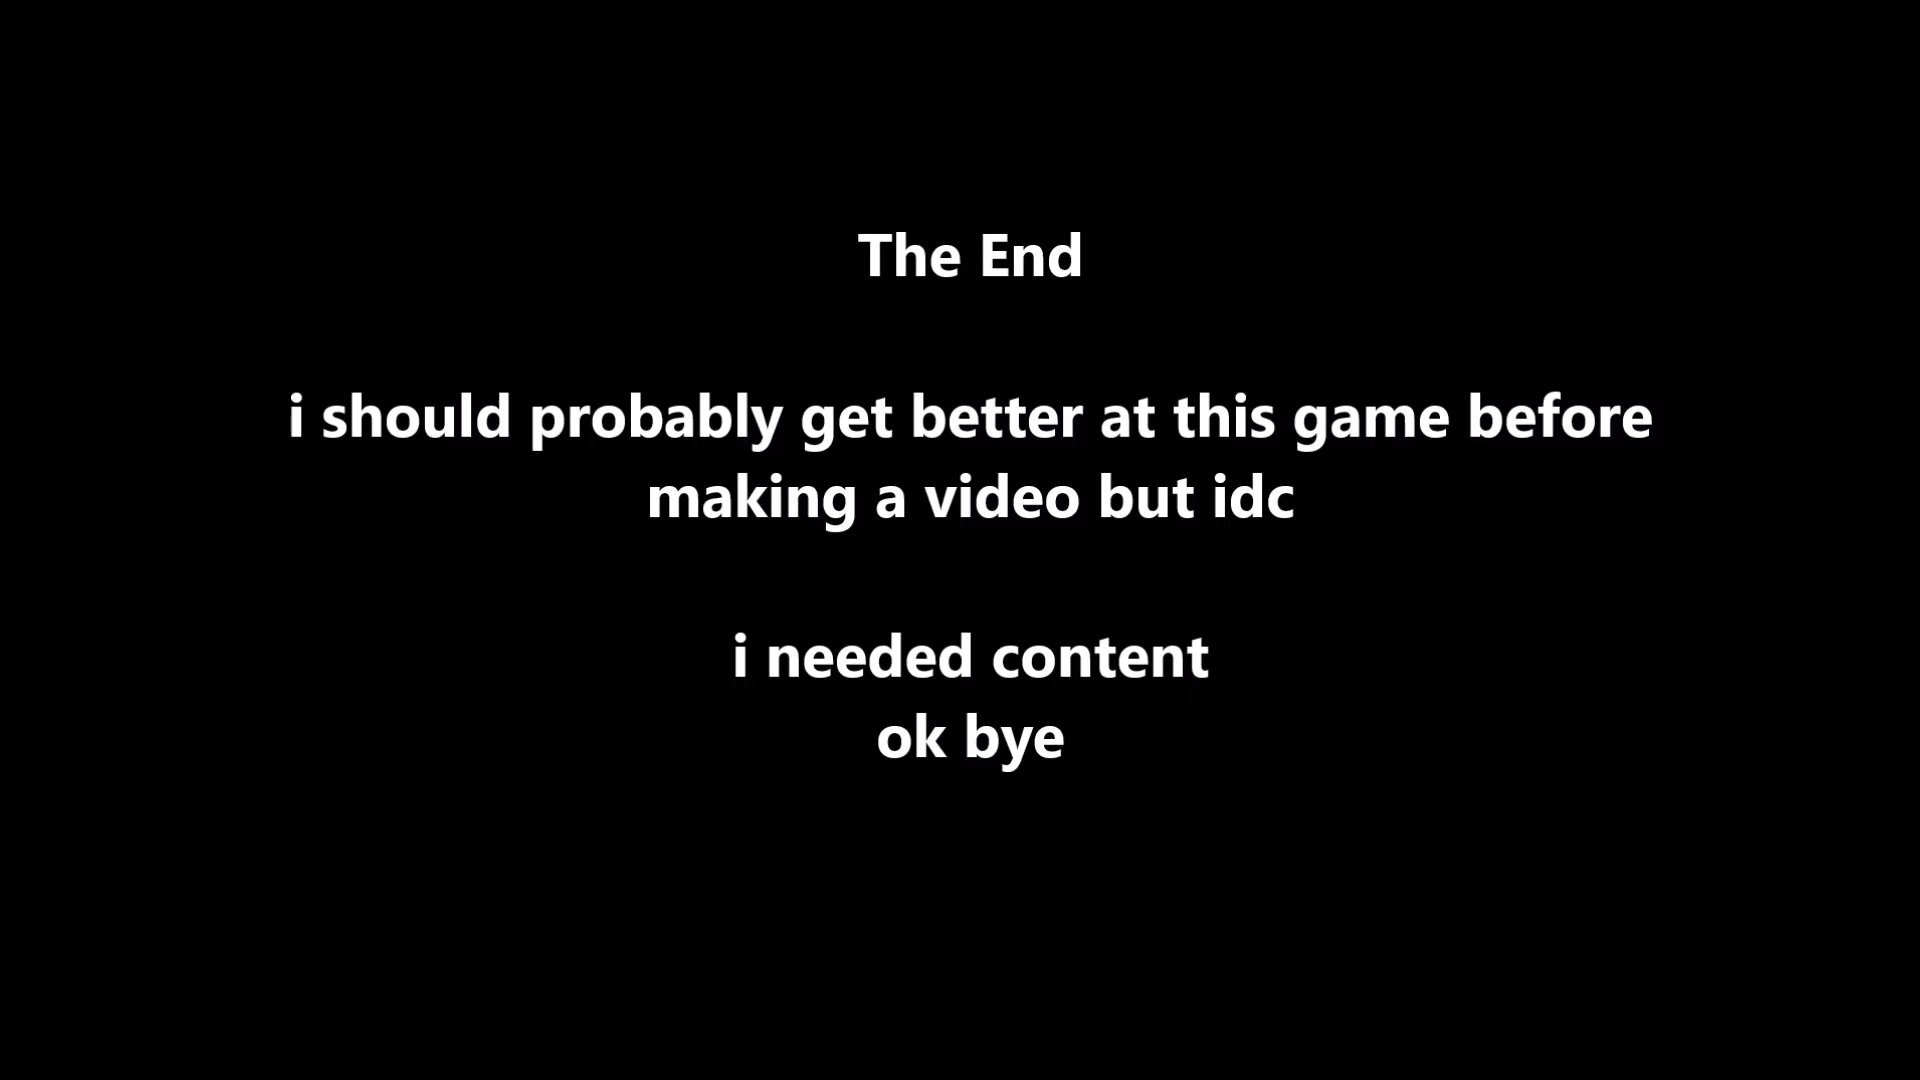 The End
i should probably get better at this game before
making a video but idc
i needed content
ok bye